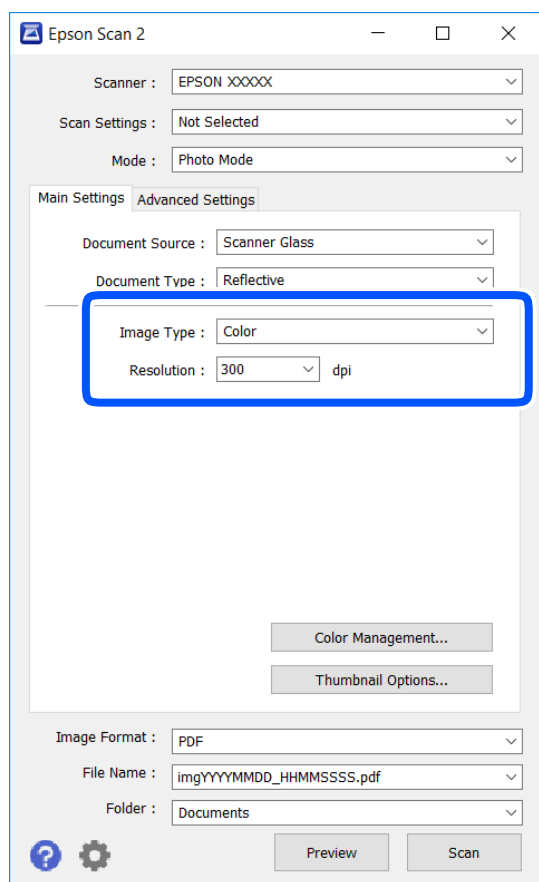 Epson Scan 2
Scanner : EPSON XXXXX
Scan Settings : Not Selected
Mode : Photo Mode
Main Settings Advanced Settings
Document Source : Scanner Glass
Document Type : Reflective
Image Type : Color
Resolution : 300 dpi
Color Management...
Thumbnail Options...
Image Format : PDF
File Name : imgYYYYMMDD_HHMMSSSS.pdf
Folder : Documents
? Preview Scan